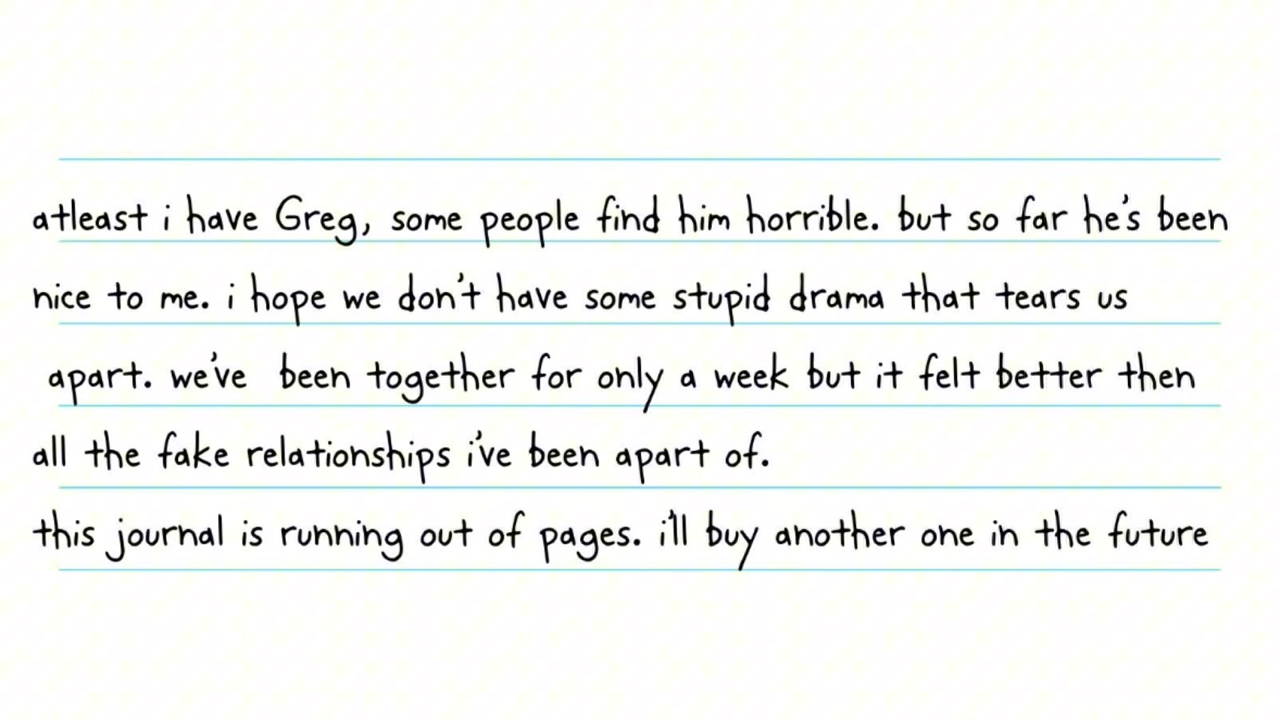 atleast i have Greg, some people find him horrible. but so far he's been
nice to me. i hope we don't have some stupid drama that tears us
apart. we've been together for only a week but it felt better then
all the fake relationships i've been apart of.
this journal is running out of pages. i'll buy another one in the future